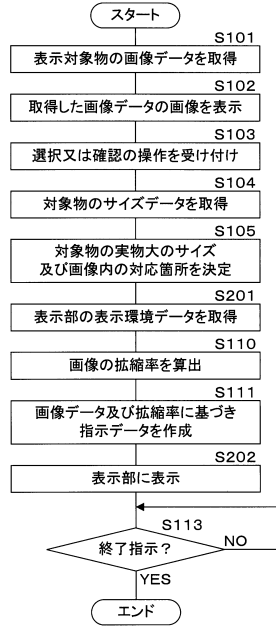 スタート
S101
表示対象物の画像データを取得
S102
取得した画像データの画像を表示
S103
選択又は確認の操作を受け付け
S104
対象物のサイズデータを取得
S105
対象物の実物大のサイズ
及び画像内の対応箇所を決定
S201
表示部の表示環境データを取得
S110
画像の拡縮率を算出
S111
画像データ及び拡縮率に基づき
指示データを作成
S202
表示部に表示
S113
終了指示?
NO
YES
エンド